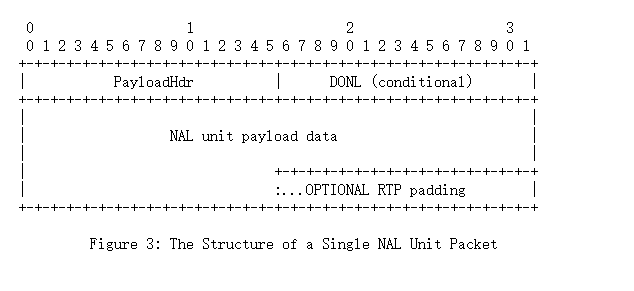 0                   1                   2                   3
0 1 2 3 4 5 6 7 8 9 0 1 2 3 4 5 6 7 8 9 0 1 2 3 4 5 6 7 8 9 0 1
+-+-+-+-+-+-+-+-+-+-+-+-+-+-+-+-+-+-+-+-+-+-+-+-+-+-+-+-+-+-+-+-+
|           PayloadHdr          |      DONL (conditional)       |
+-+-+-+-+-+-+-+-+-+-+-+-+-+-+-+-+-+-+-+-+-+-+-+-+-+-+-+-+-+-+-+-+
|                                                               |
|                  NAL unit payload data                        |
|                                                               |
|                               +-+-+-+-+-+-+-+-+-+-+-+-+-+-+-+-+
|                               :...OPTIONAL RTP padding        |
+-+-+-+-+-+-+-+-+-+-+-+-+-+-+-+-+-+-+-+-+-+-+-+-+-+-+-+-+-+-+-+-+
Figure 3: The Structure of a Single NAL Unit Packet